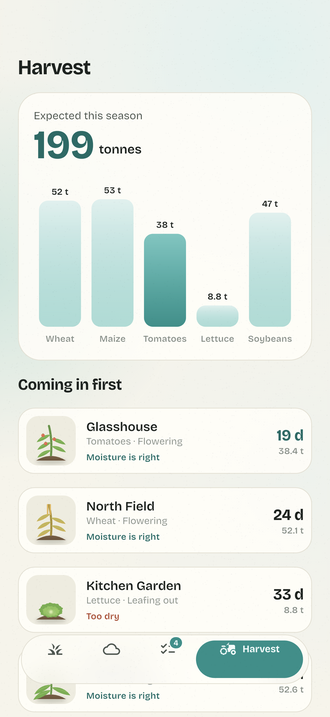 Harvest
Expected this season
199 tonnes
52 t
53 t
38 t
8.8 t
47 t
Wheat
Maize
Tomatoes
Lettuce
Soybeans
Coming in first
Glasshouse
Tomatoes · Flowering
Moisture is right
19 d
38.4 t
North Field
Wheat · Flowering
Moisture is right
24 d
52.1 t
Kitchen Garden
Lettuce · Leafing out
Too dry
33 d
8.8 t
4
Harvest
Moisture is right
52.6 t